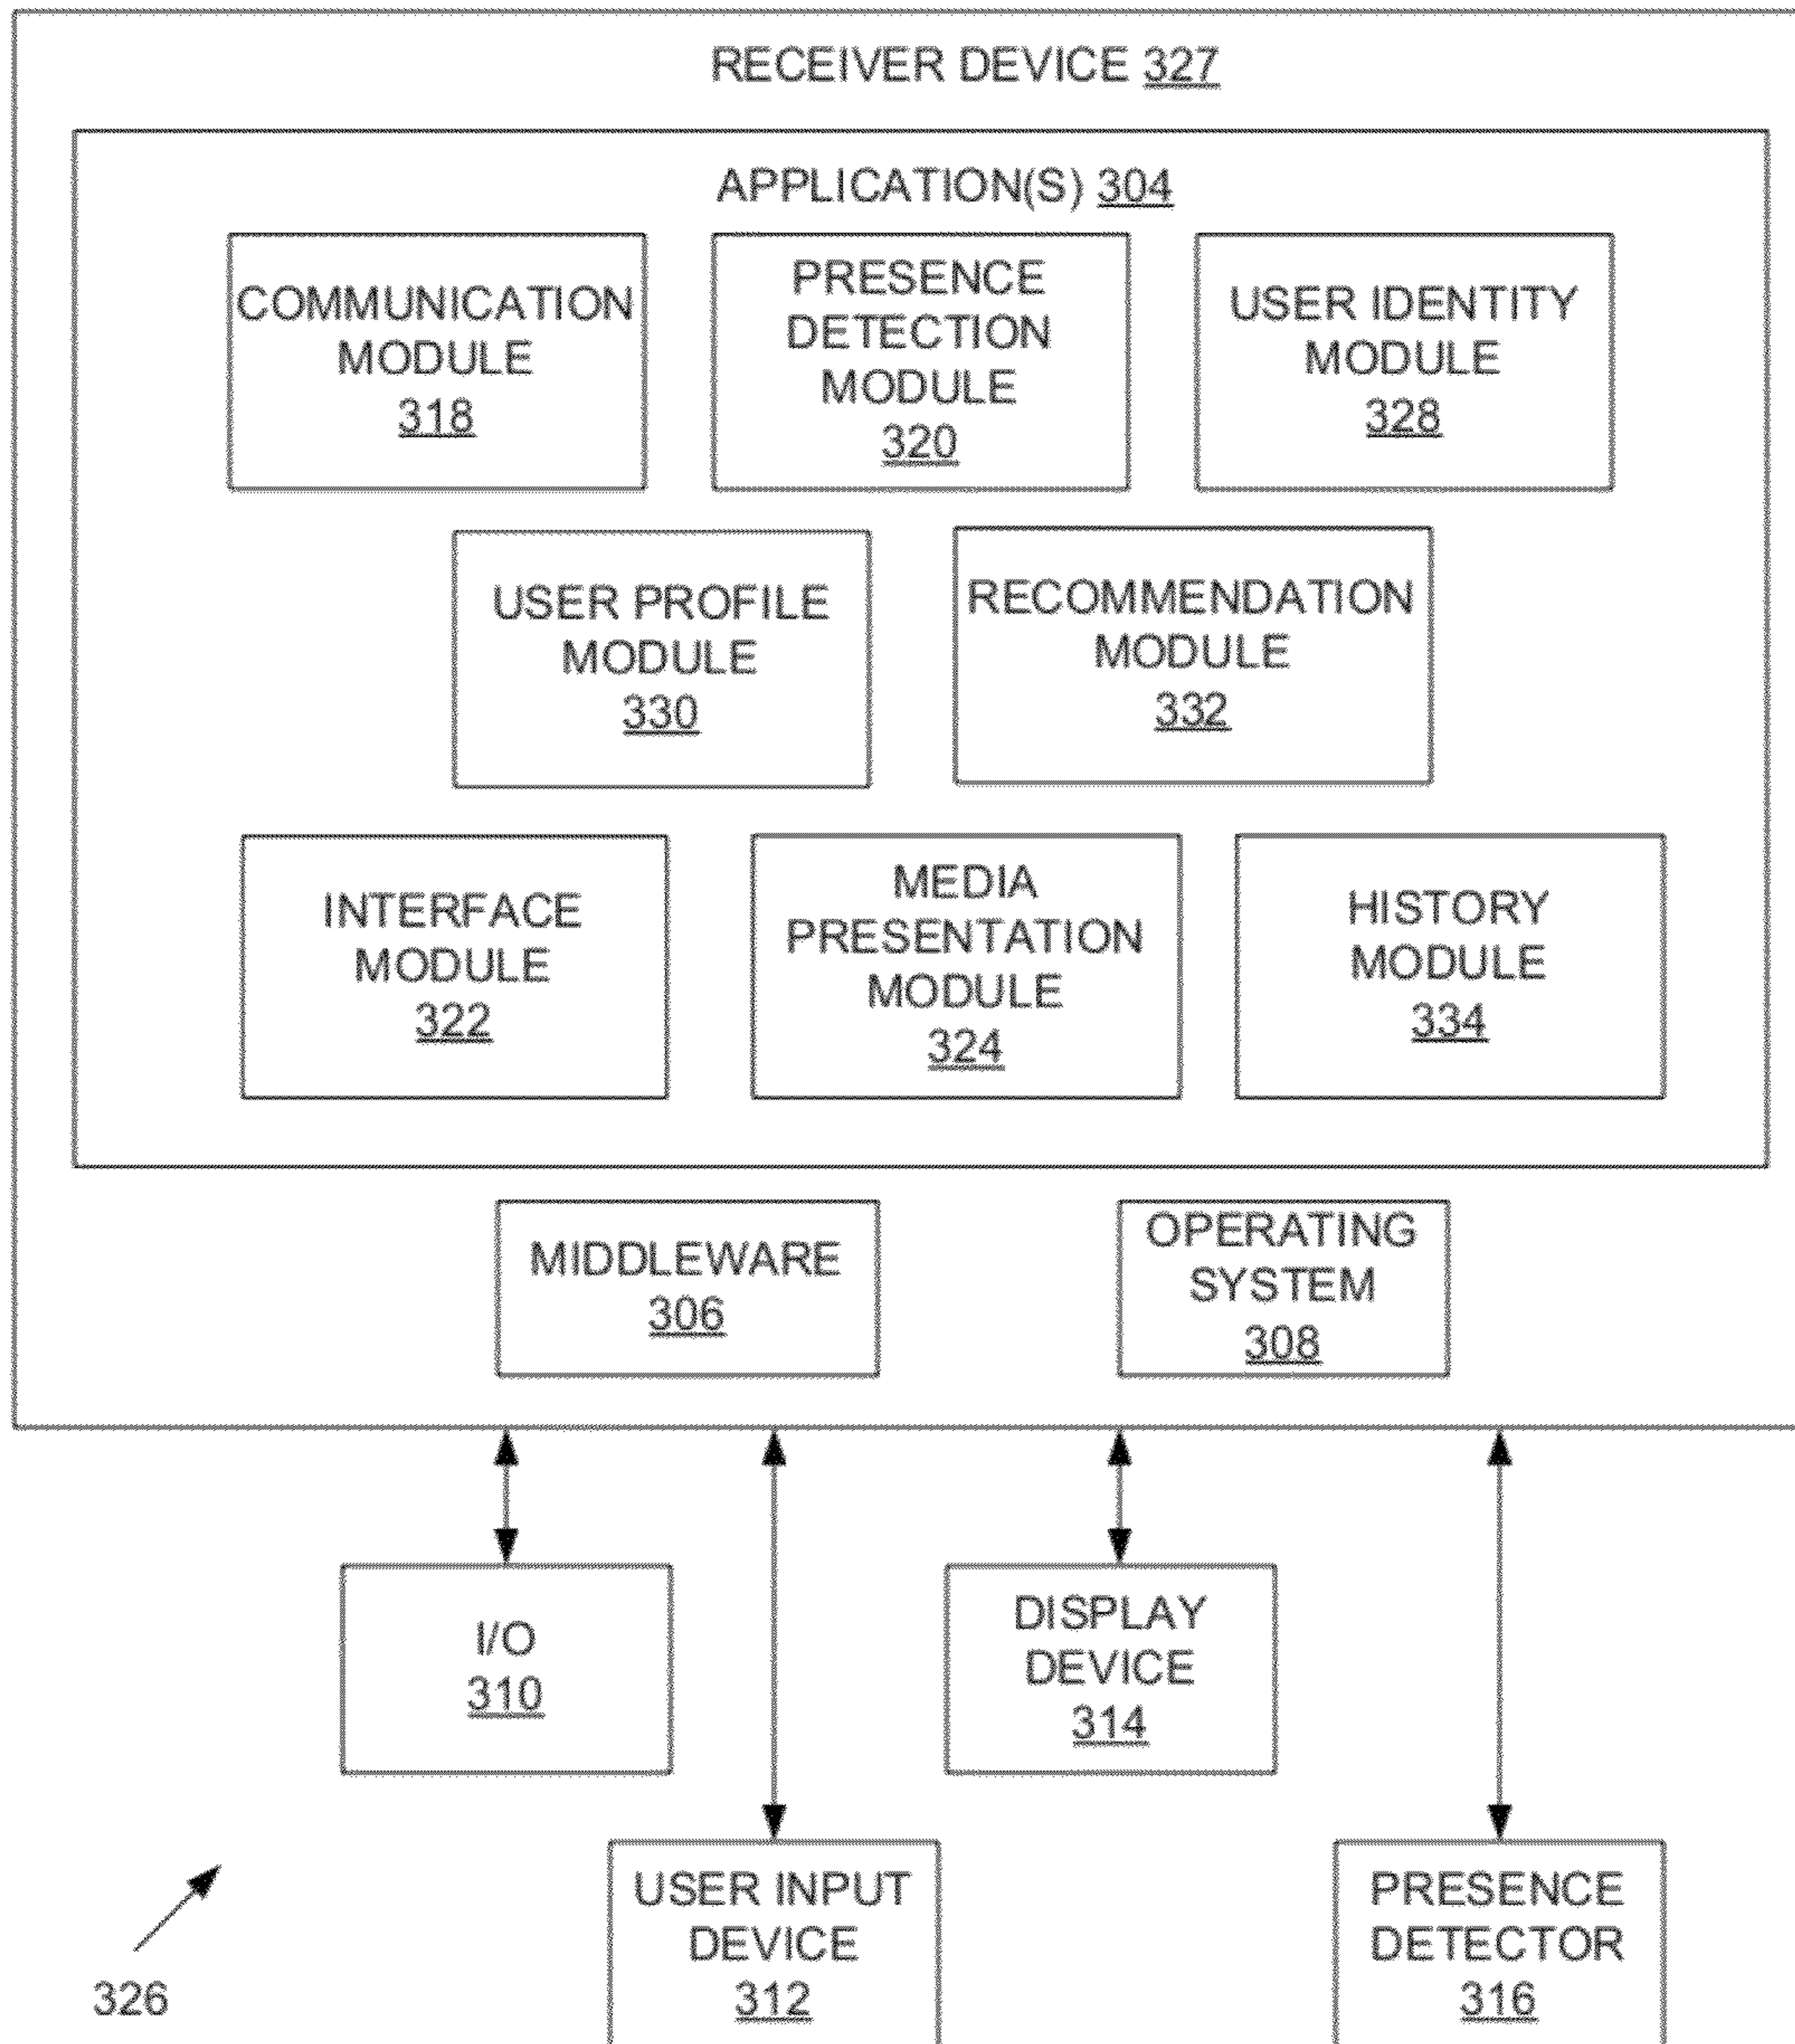 RECEIVER DEVICE 327
APPLICATION(S) 304
COMMUNICATION
MODULE
318
PRESENCE
DETECTION
MODULE
320
USER IDENTITY
MODULE
328
USER PROFILE
MODULE
330
RECOMMENDATION
MODULE
332
INTERFACE
MODULE
322
MEDIA
PRESENTATION
MODULE
324
HISTORY
MODULE
334
MIDDLEWARE
306
OPERATING
SYSTEM
308
I/O
310
DISPLAY
DEVICE
314
USER INPUT
DEVICE
312
PRESENCE
DETECTOR
316
326